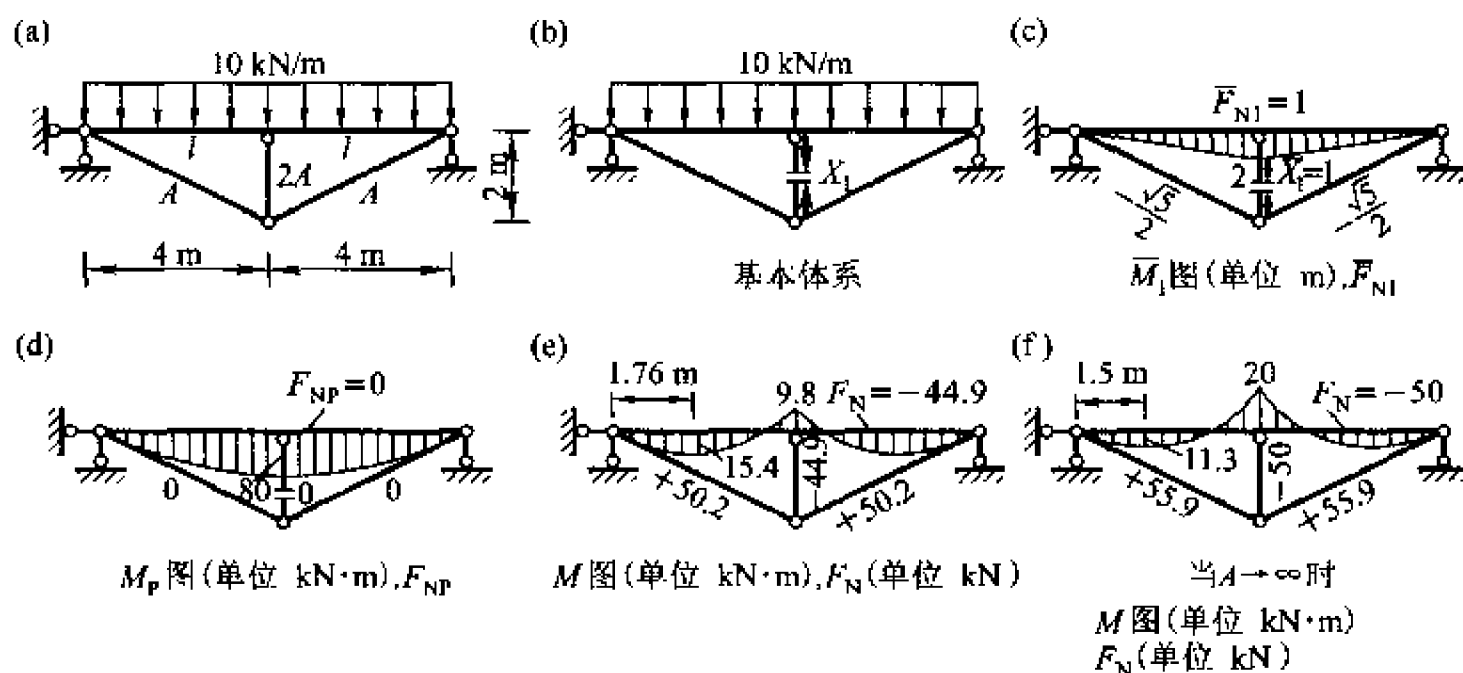 (a)
10 kN/m
I
I
A
2A
A
2 m
4 m
4 m
(b)
10 kN/m
X₁
基本体系
(c)
F̅N1=1
2
X̅₁=1
-√5/2
-√5/2
M̅₁图(单位 m),F̅N1
(d)
FNP=0
0
80
0
0
MP图(单位 kN·m),FNP
(e)
1.76 m
9.8
FN=-44.9
15.4
-44.9
+50.2
+50.2
M图(单位 kN·m),FN(单位 kN)
(f)
1.5 m
20
FN=-50
11.3
-50
+55.9
+55.9
当A→∞时
M图(单位 kN·m)
FN(单位 kN)